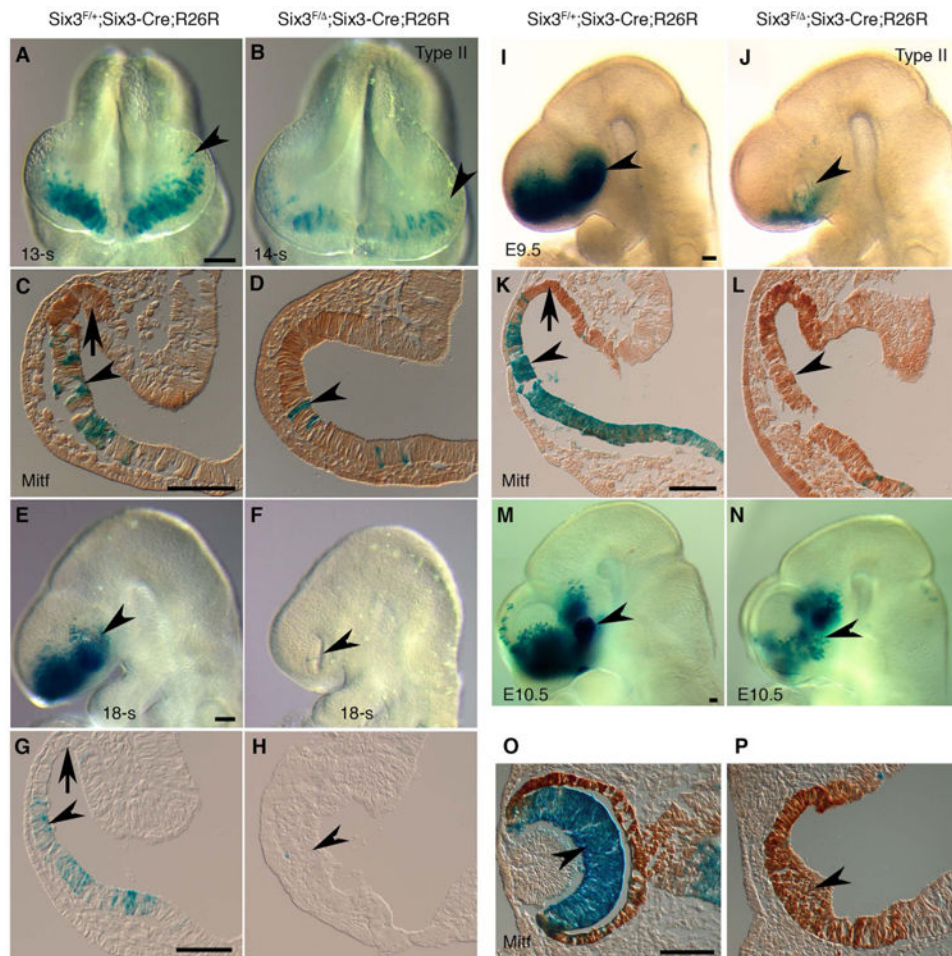 Six3F/+;Six3-Cre;R26R Six3F/Δ;Six3-Cre;R26R Six3F/+;Six3-Cre;R26R Six3F/Δ;Six3-Cre;R26R
A B Type II I J Type II
13-s 14-s E9.5
C D K L
Mitf Mitf
E F M N
18-s 18-s E10.5 E10.5
G H O P
Mitf